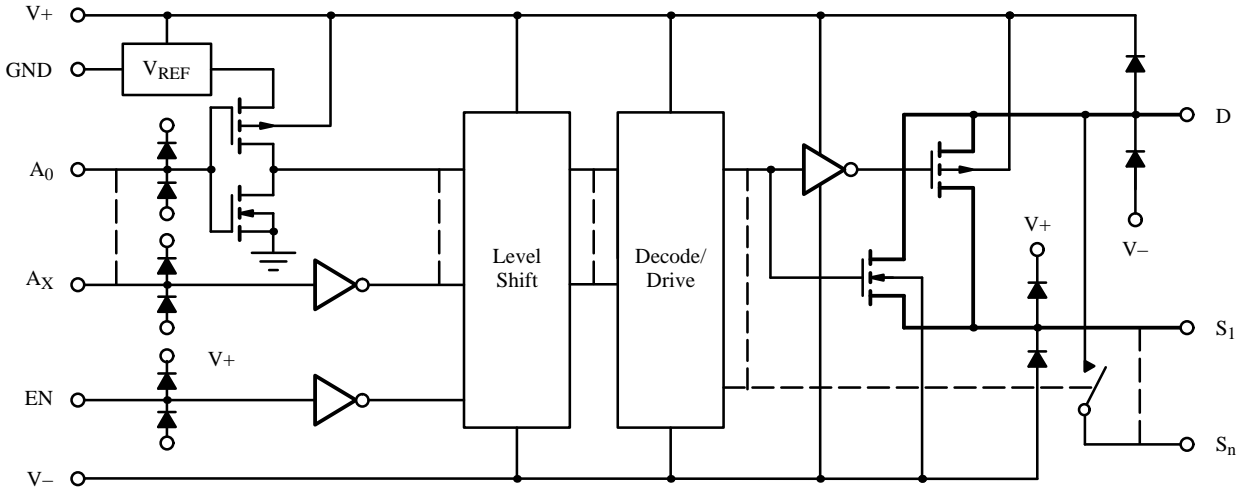 V+
GND
VREF
D
A0
V+
V–
Level
Shift
Decode/
Drive
AX
S1
V+
EN
Sn
V–